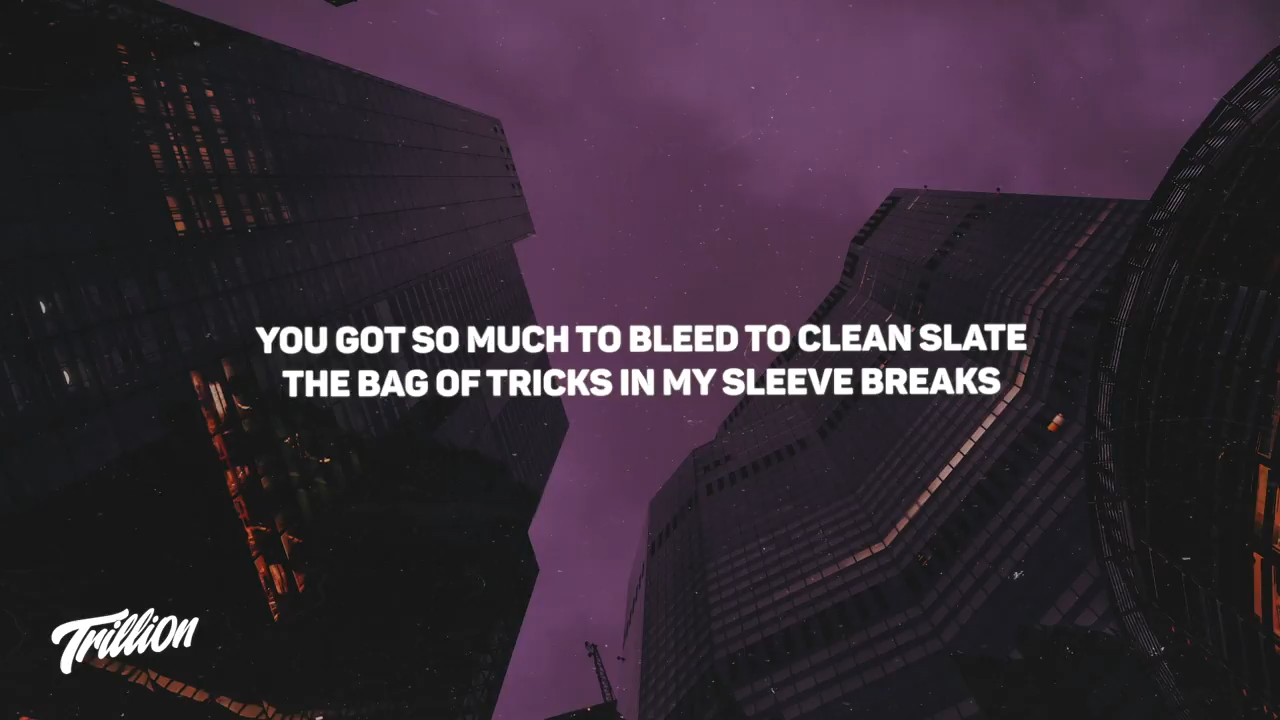 YOU GOT SO MUCH TO BLEED TO CLEAN SLATE
THE BAG OF TRICKS IN MY SLEEVE BREAKS
Trillion